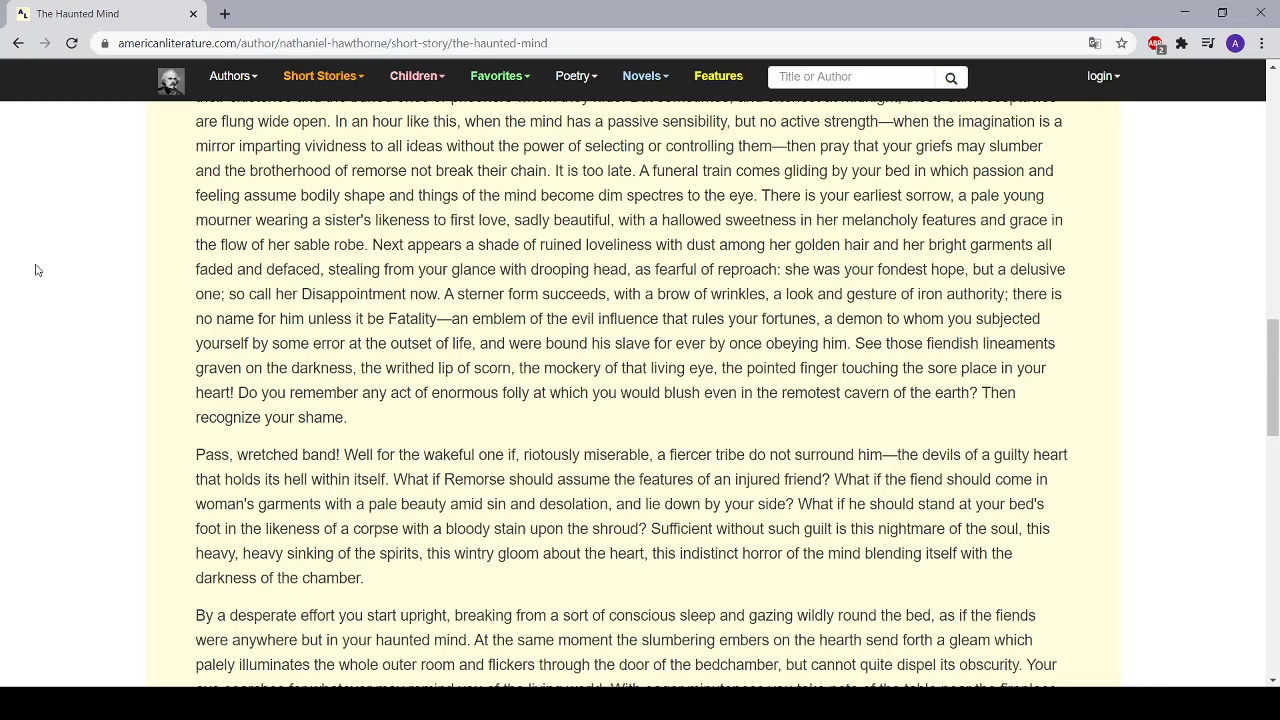 The Haunted Mind
americanliterature.com/author/nathaniel-hawthorne/short-story/the-haunted-mind
ABP
2
A
Authors
Short Stories
Children
Favorites
Poetry
Novels
Features
Title or Author
login
are flung wide open. In an hour like this, when the mind has a passive sensibility, but no active strength—when the imagination is a
mirror imparting vividness to all ideas without the power of selecting or controlling them—then pray that your griefs may slumber
and the brotherhood of remorse not break their chain. It is too late. A funeral train comes gliding by your bed in which passion and
feeling assume bodily shape and things of the mind become dim spectres to the eye. There is your earliest sorrow, a pale young
mourner wearing a sister's likeness to first love, sadly beautiful, with a hallowed sweetness in her melancholy features and grace in
the flow of her sable robe. Next appears a shade of ruined loveliness with dust among her golden hair and her bright garments all
faded and defaced, stealing from your glance with drooping head, as fearful of reproach: she was your fondest hope, but a delusive
one; so call her Disappointment now. A sterner form succeeds, with a brow of wrinkles, a look and gesture of iron authority; there is
no name for him unless it be Fatality—an emblem of the evil influence that rules your fortunes, a demon to whom you subjected
yourself by some error at the outset of life, and were bound his slave for ever by once obeying him. See those fiendish lineaments
graven on the darkness, the writhed lip of scorn, the mockery of that living eye, the pointed finger touching the sore place in your
heart! Do you remember any act of enormous folly at which you would blush even in the remotest cavern of the earth? Then
recognize your shame.
Pass, wretched band! Well for the wakeful one if, riotously miserable, a fiercer tribe do not surround him—the devils of a guilty heart
that holds its hell within itself. What if Remorse should assume the features of an injured friend? What if the fiend should come in
woman's garments with a pale beauty amid sin and desolation, and lie down by your side? What if he should stand at your bed's
foot in the likeness of a corpse with a bloody stain upon the shroud? Sufficient without such guilt is this nightmare of the soul, this
heavy, heavy sinking of the spirits, this wintry gloom about the heart, this indistinct horror of the mind blending itself with the
darkness of the chamber.
By a desperate effort you start upright, breaking from a sort of conscious sleep and gazing wildly round the bed, as if the fiends
were anywhere but in your haunted mind. At the same moment the slumbering embers on the hearth send forth a gleam which
palely illuminates the whole outer room and flickers through the door of the bedchamber, but cannot quite dispel its obscurity. Your